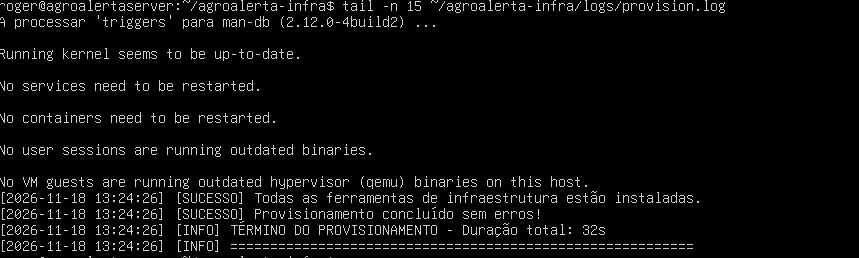 roger@agroalertaserver:~/agroalerta-infra$ tail -n 15 ~/agroalerta-infra/logs/provision.log
A processar 'triggers' para man-db (2.12.0-4build2) ...
Running kernel seems to be up-to-date.
No services need to be restarted.
No containers need to be restarted.
No user sessions are running outdated binaries.
No VM guests are running outdated hypervisor (qemu) binaries on this host.
[2026-11-18 13:24:26] [SUCESSO] Todas as ferramentas de infraestrutura estão instaladas.
[2026-11-18 13:24:26] [SUCESSO] Provisionamento concluído sem erros!
[2026-11-18 13:24:26] [INFO] TÉRMINO DO PROVISIONAMENTO - Duração total: 32s
[2026-11-18 13:24:26] [INFO] ==========================================================